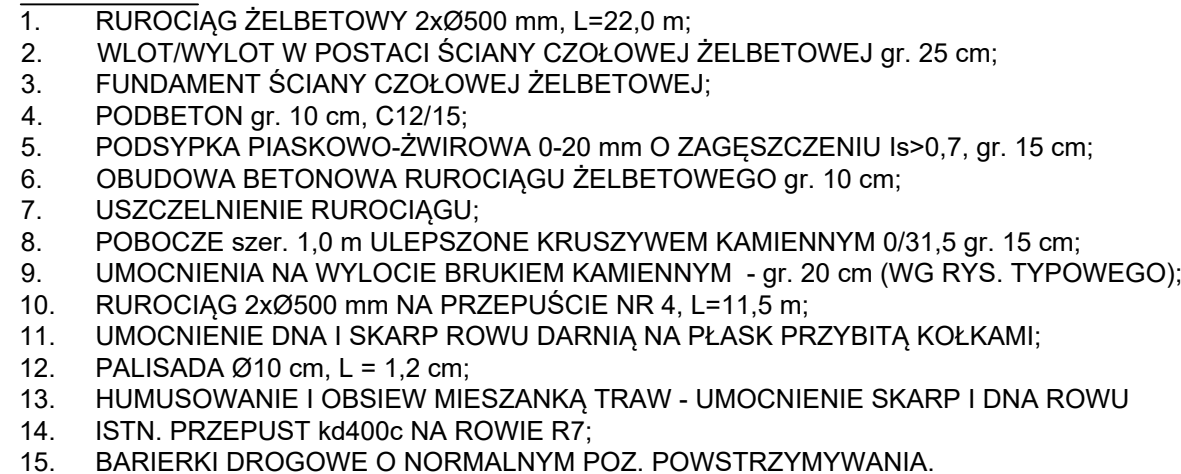 1. RUROCIĄG ŻELBETOWY 2xØ500 mm, L=22,0 m;
2. WLOT/WYLOT W POSTACI ŚCIANY CZOŁOWEJ ŻELBETOWEJ gr. 25 cm;
3. FUNDAMENT ŚCIANY CZOŁOWEJ ŻELBETOWEJ;
4. PODBETON gr. 10 cm, C12/15;
5. PODSYPKA PIASKOWO-ŻWIROWA 0-20 mm O ZAGĘSZCZENIU Is>0,7, gr. 15 cm;
6. OBUDOWA BETONOWA RUROCIĄGU ŻELBETOWEGO gr. 10 cm;
7. USZCZELNIENIE RUROCIĄGU;
8. POBOCZE szer. 1,0 m ULEPSZONE KRUSZYWEM KAMIENNYM 0/31,5 gr. 15 cm;
9. UMOCNIENIA NA WYLOCIE BRUKIEM KAMIENNYM - gr. 20 cm (WG RYS. TYPOWEGO);
10. RUROCIĄG 2xØ500 mm NA PRZEPUŚCIE NR 4, L=11,5 m;
11. UMOCNIENIE DNA I SKARP ROWU DARNIĄ NA PŁASK PRZYBITĄ KOŁKAMI;
12. PALISADA Ø10 cm, L = 1,2 cm;
13. HUMUSOWANIE I OBSIEW MIESZANKĄ TRAW - UMOCNIENIE SKARP I DNA ROWU
14. ISTN. PRZEPUST kd400c NA ROWIE R7;
15. BARIERKI DROGOWE O NORMALNYM POZ. POWSTRZYMYWANIA.